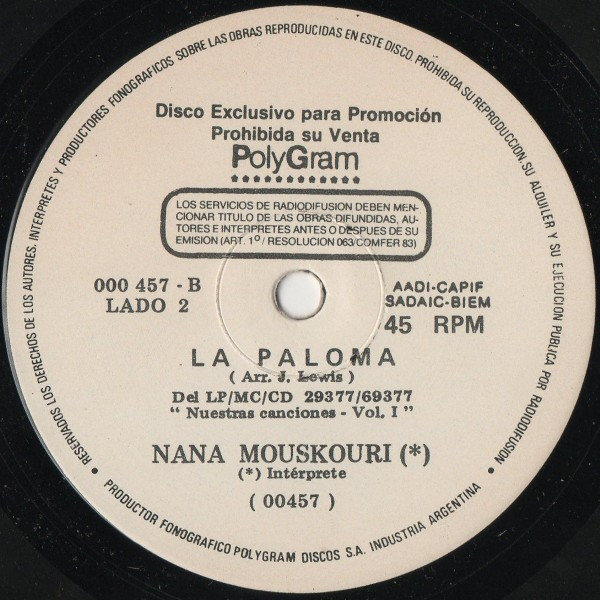 RESERVADOS LOS DERECHOS DE LOS AUTORES, INTERPRETES Y PRODUCTORES FONOGRAFICOS SOBRE LAS OBRAS REPRODUCIDAS EN ESTE DISCO. PROHIBIDA SU REPRODUCCION, SU ALQUILER Y SU EJECUCION PUBLICA POR RADIODIFUSION
Disco Exclusivo para Promoción
Prohibida su Venta
PolyGram
LOS SERVICIOS DE RADIODIFUSION DEBEN MEN-
CIONAR TITULO DE LAS OBRAS DIFUNDIDAS, AU-
TORES E INTERPRETES ANTES O DESPUES DE SU
EMISION (ART. 1º/ RESOLUCION 063/COMFER 83)
000 457 - B
LADO 2
AADI-CAPIF
SADAIC-BIEM
45 RPM
LA PALOMA
( Arr. J. Lewis )
Del LP/MC/CD 29377/69377
“ Nuestras canciones - Vol. I ”
NANA MOUSKOURI (*)
(*) Intérprete
( 00457 )
PRODUCTOR FONOGRAFICO POLYGRAM DISCOS S.A. INDUSTRIA ARGENTINA